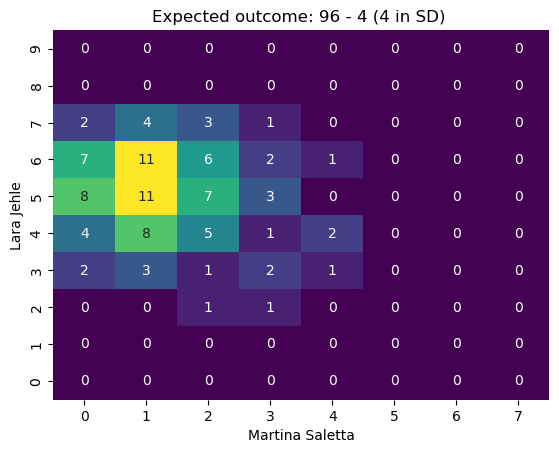 Expected outcome: 96 - 4 (4 in SD)
9 0 0 0 0 0 0 0 0
8 0 0 0 0 0 0 0 0
7 2 4 3 1 0 0 0 0
6 7 11 6 2 1 0 0 0
5 8 11 7 3 0 0 0 0
4 4 8 5 1 2 0 0 0
3 2 3 1 2 1 0 0 0
2 0 0 1 1 0 0 0 0
1 0 0 0 0 0 0 0 0
0 0 0 0 0 0 0 0 0
0 1 2 3 4 5 6 7
Lara Jehle
Martina Saletta